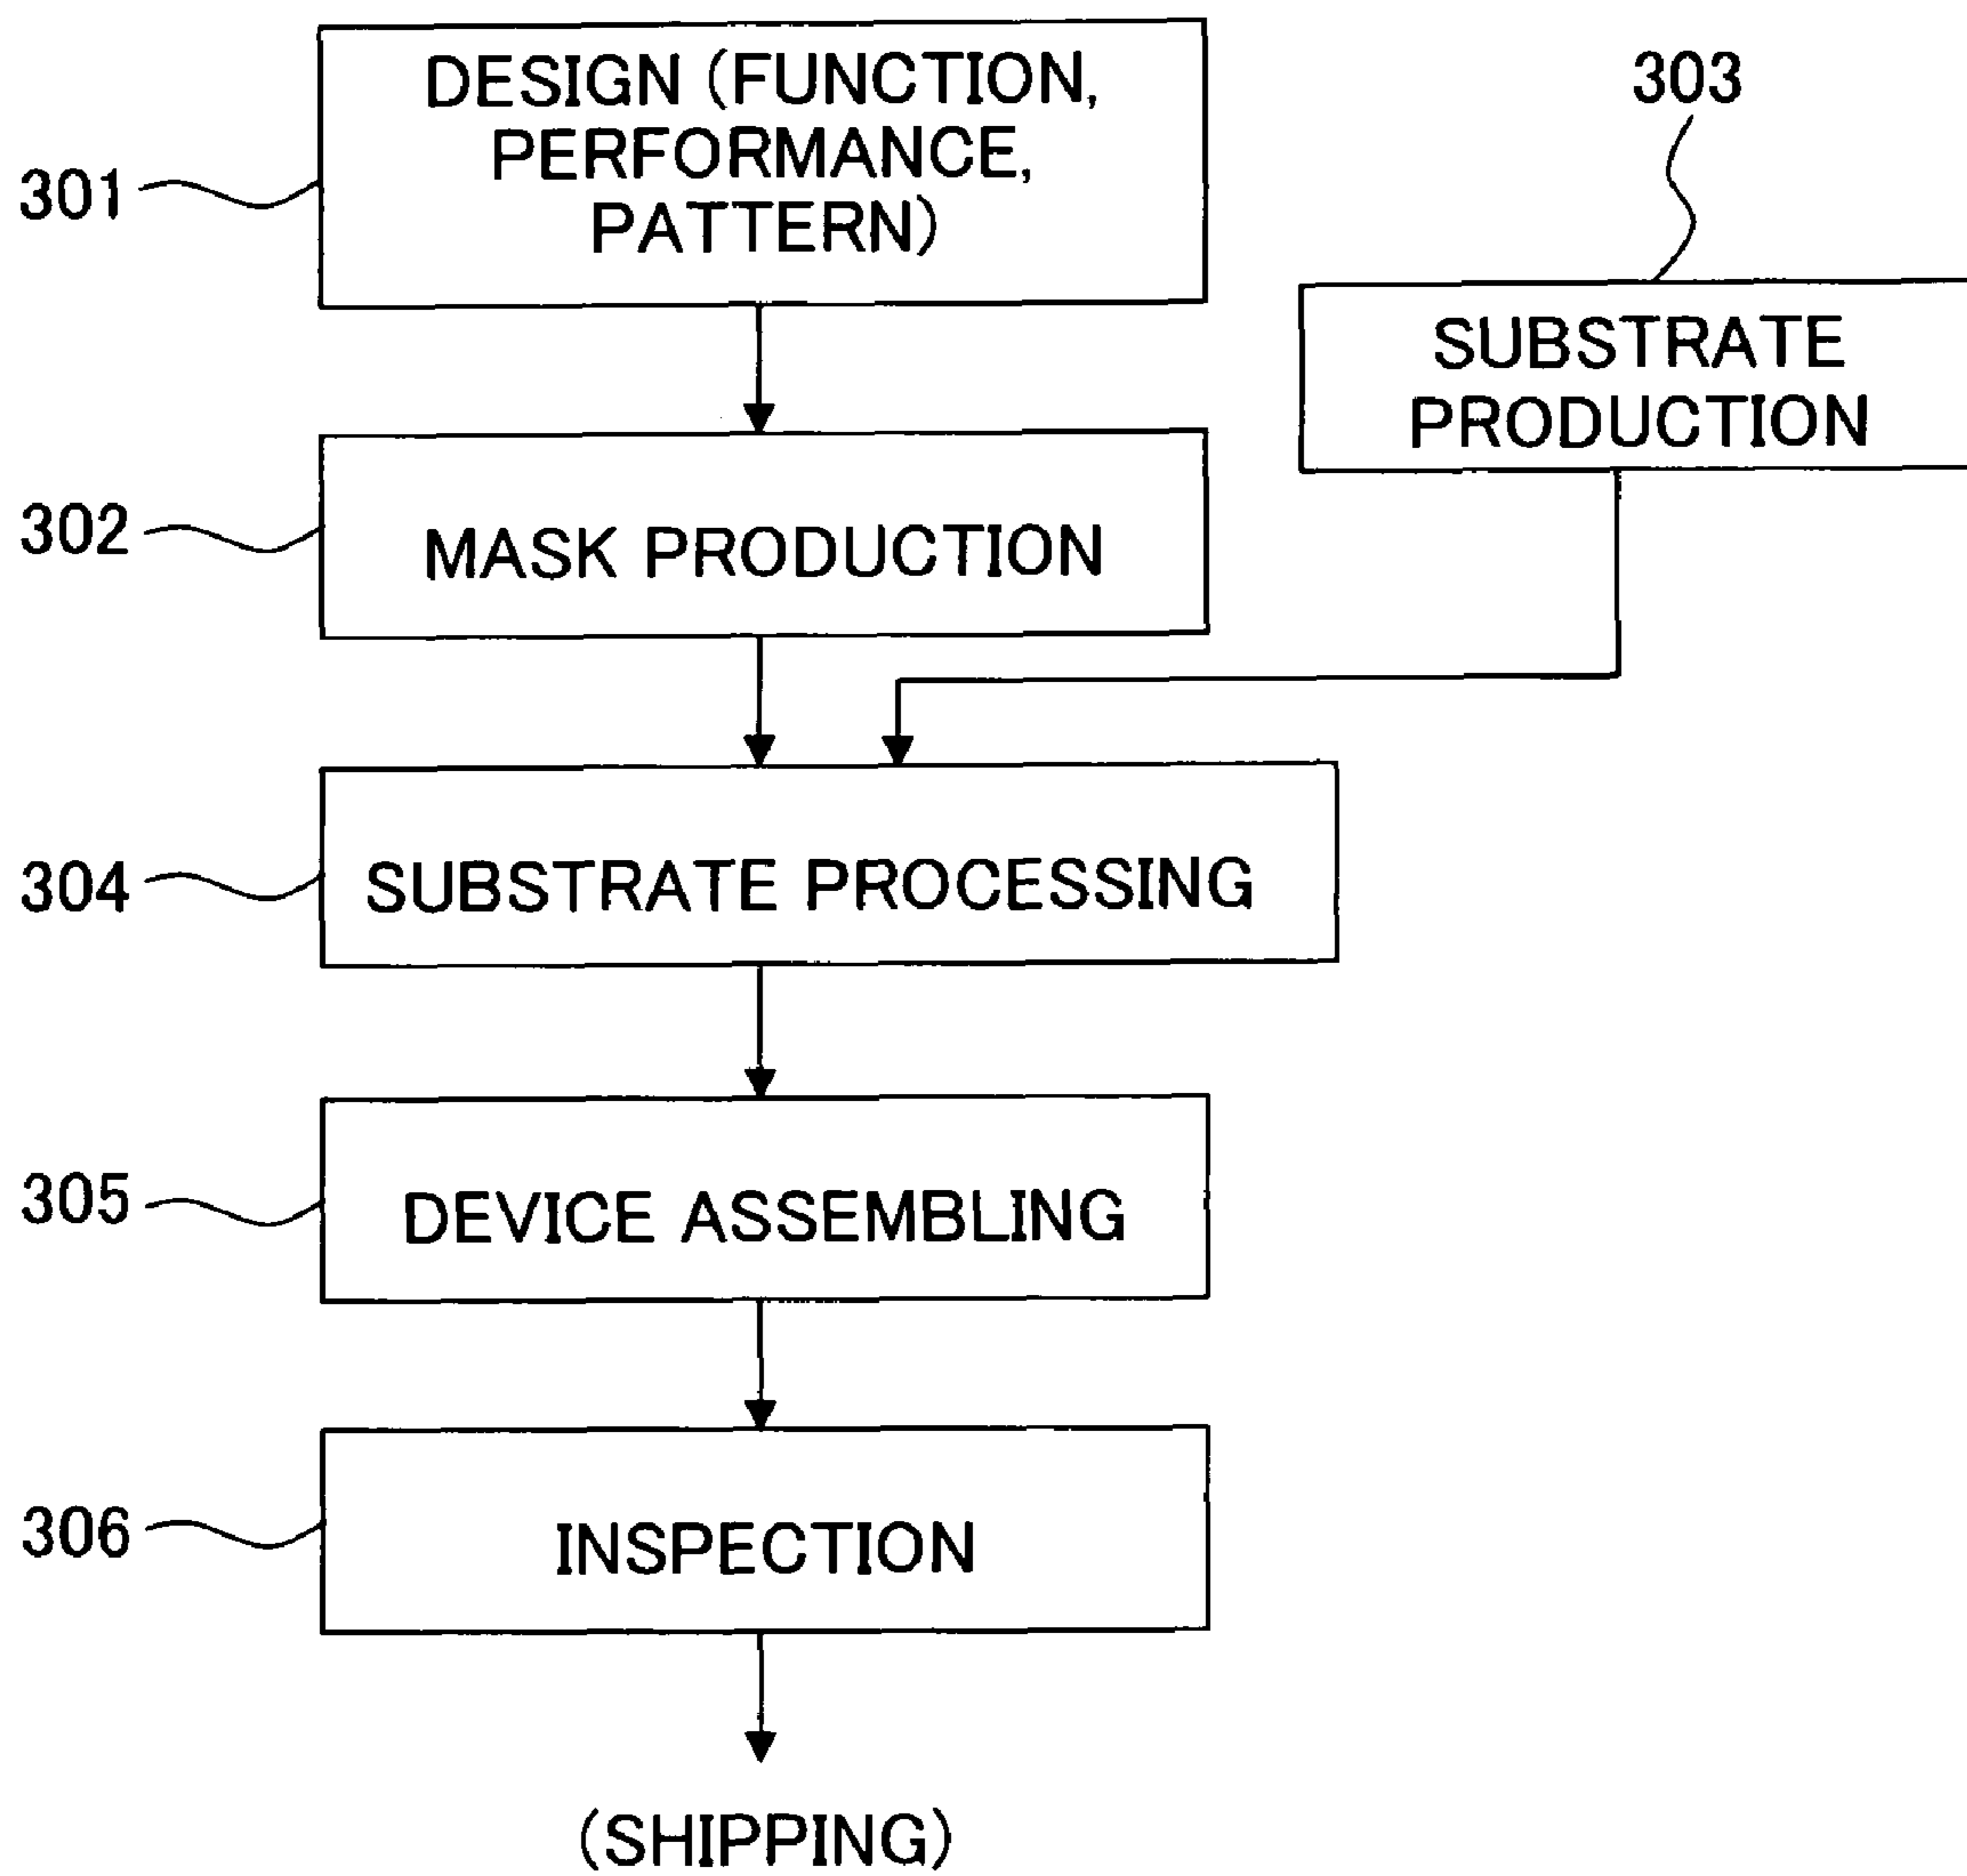 DESIGN (FUNCTION,
PERFORMANCE,
PATTERN)
301
303
SUBSTRATE
PRODUCTION
302
MASK PRODUCTION
304
SUBSTRATE PROCESSING
305
DEVICE ASSEMBLING
306
INSPECTION
(SHIPPING)